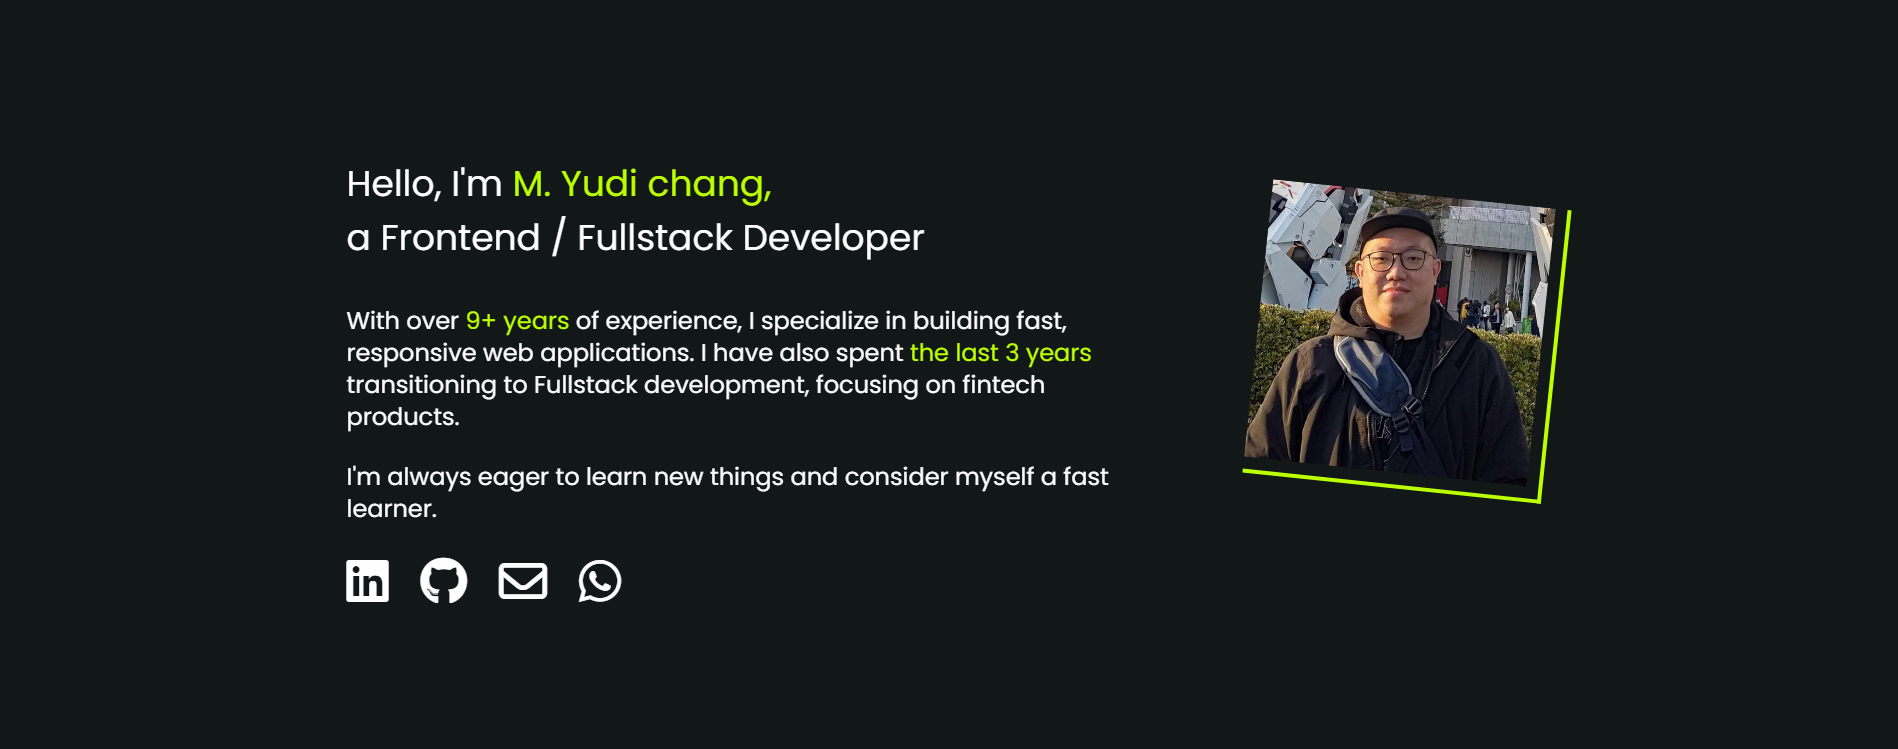 Hello, I'm M. Yudi chang,
a Frontend / Fullstack Developer
With over 9+ years of experience, I specialize in building fast,
responsive web applications. I have also spent the last 3 years
transitioning to Fullstack development, focusing on fintech
products.
I'm always eager to learn new things and consider myself a fast
learner.
in